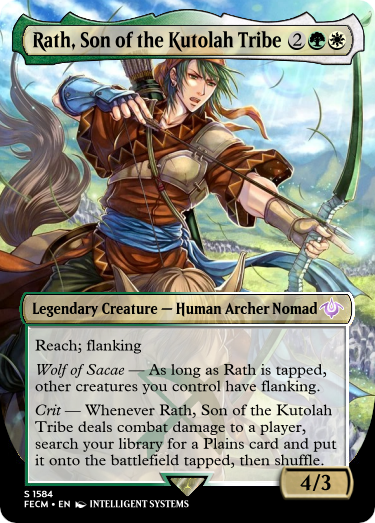 Rath, Son of the Kutolah Tribe 2
Legendary Creature — Human Archer Nomad
Reach; flanking
Wolf of Sacae — As long as Rath is tapped,
other creatures you control have flanking.
Crit — Whenever Rath, Son of the Kutolah
Tribe deals combat damage to a player,
search your library for a Plains card and put
it onto the battlefield tapped, then shuffle.
4/3
S 1584
FECM • EN INTELLIGENT SYSTEMS